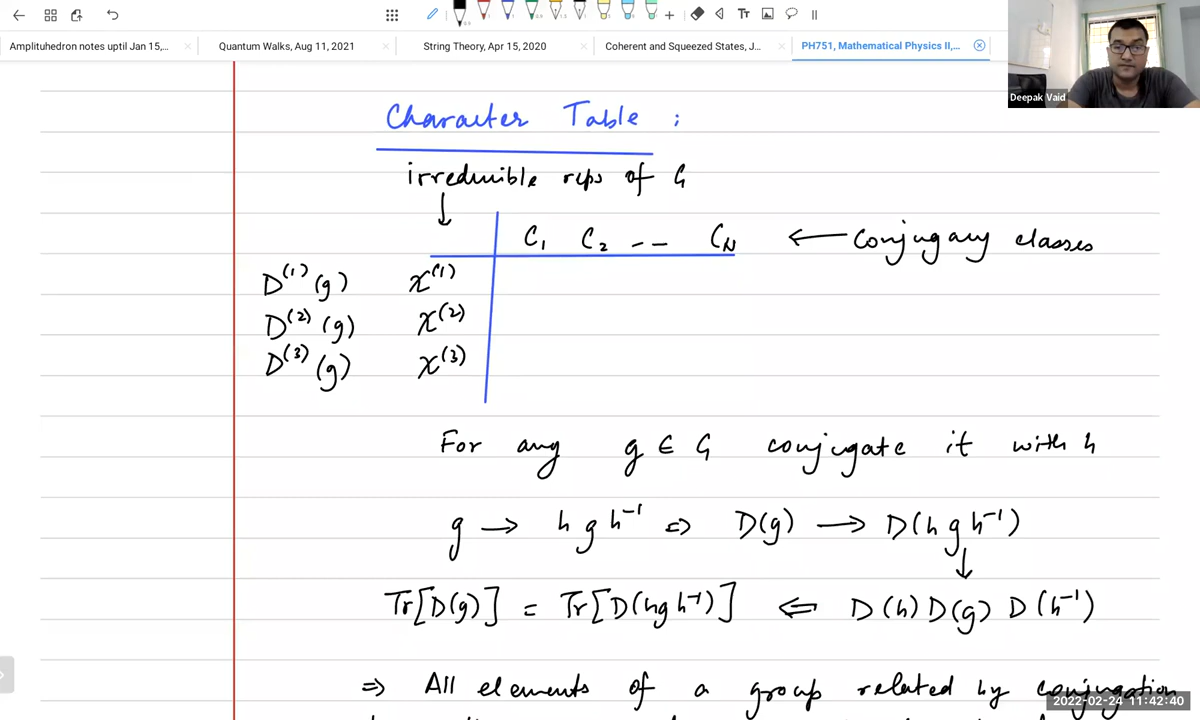 Amplituhedron notes uptil Jan 15,... Quantum Walks, Aug 11, 2021 String Theory, Apr 15, 2020 Coherent and Squeezed States, J... PH751, Mathematical Physics II,...
Deepak Vaid
Character Table :
irreducible reps of G
↓
C₁ C₂ -- C_N ← Conjugacy classes
D⁽¹⁾(g) χ⁽¹⁾
D⁽²⁾(g) χ⁽²⁾
D⁽³⁾(g) χ⁽³⁾
For any g ∈ G conjugate it with h
g → h g h⁻¹ ⇒ D(g) → D(h g h⁻¹)
↓
Tr[D(g)] = Tr[D(hgh⁻¹)] ⇐ D(h) D(g) D(h⁻¹)
⇒ All elements of a group related by conjugation
2022-02-24 11:42:40